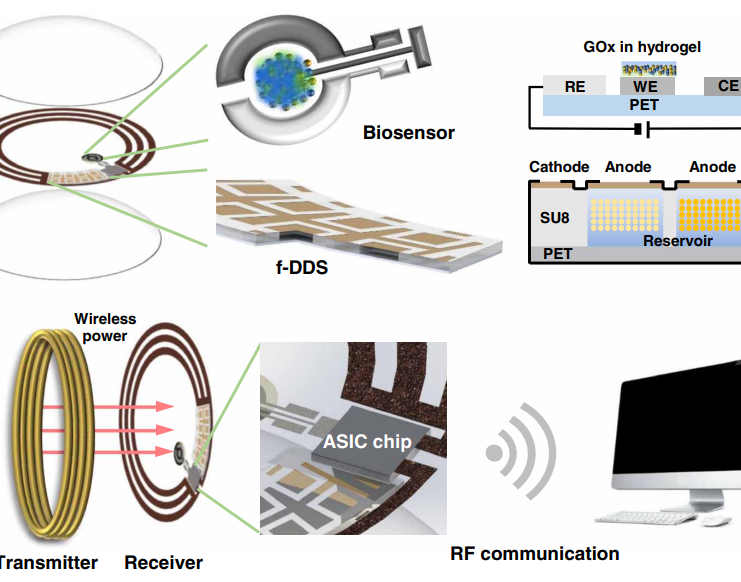 GOx in hydrogel
RE
WE
CE
PET
Biosensor
Cathode
Anode
Anode
SU8
Reservoir
PET
f-DDS
Wireless
power
ASIC chip
Transmitter
Receiver
RF communication